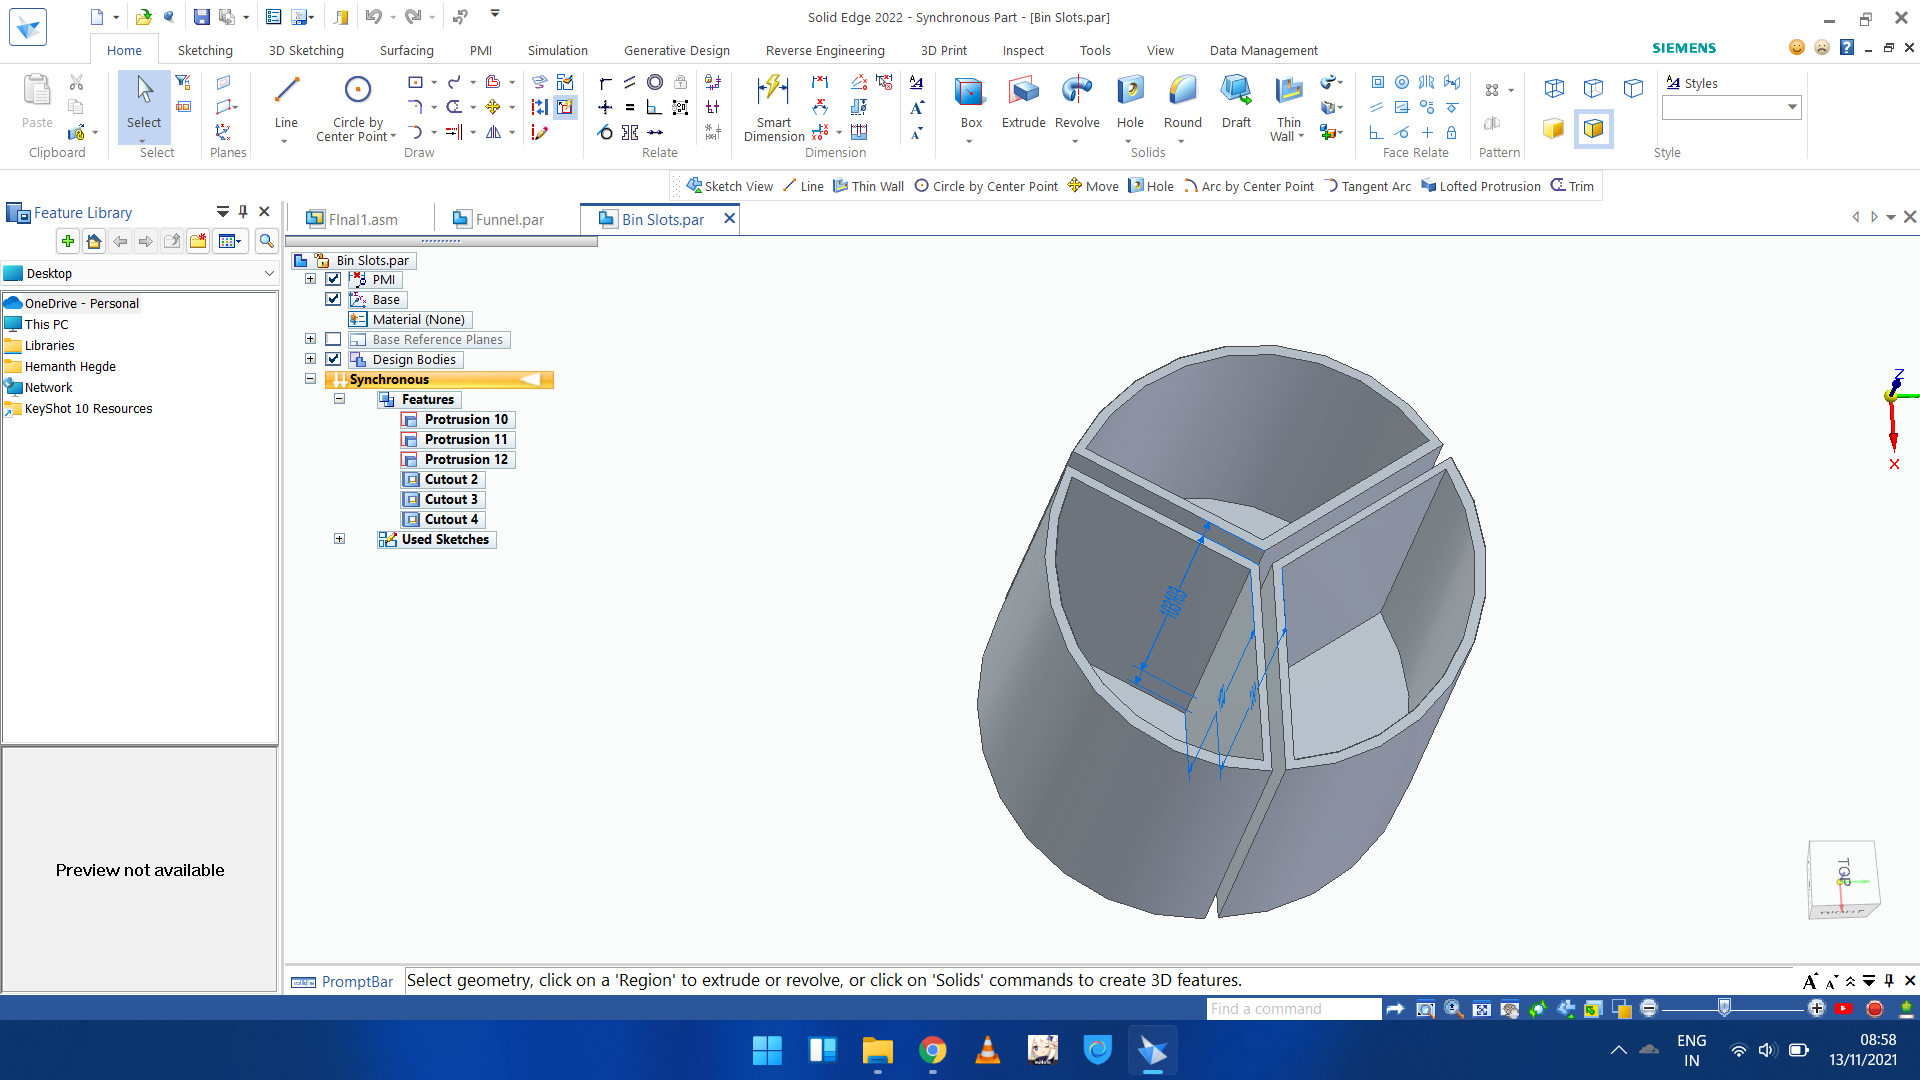 Solid Edge 2022 - Synchronous Part - [Bin Slots.par]
Home Sketching 3D Sketching Surfacing PMI Simulation Generative Design Reverse Engineering 3D Print Inspect Tools View Data Management SIEMENS
Paste
Clipboard
Select
Select
Planes
Line
Circle by Center Point
Draw
Relate
Smart Dimension
Dimension
Box
Extrude
Revolve
Hole
Round
Draft
Thin Wall
Solids
Face Relate
Pattern
Styles
Style
Sketch View Line Thin Wall Circle by Center Point Move Hole Arc by Center Point Tangent Arc Lofted Protrusion Trim
Feature Library
Desktop
OneDrive - Personal
This PC
Libraries
Hemanth Hegde
Network
KeyShot 10 Resources
Preview not available
FInal1.asm Funnel.par Bin Slots.par
Bin Slots.par
PMI
Base
Material (None)
Base Reference Planes
Design Bodies
Synchronous
Features
Protrusion 10
Protrusion 11
Protrusion 12
Cutout 2
Cutout 3
Cutout 4
Used Sketches
Z
X
TOP
PromptBar
Select geometry, click on a 'Region' to extrude or revolve, or click on 'Solids' commands to create 3D features.
Find a command
ENG
IN
08:58
13/11/2021